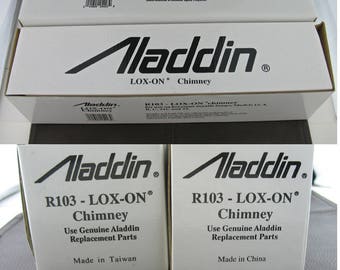 Aladdin®
LOX-ON® Chimney
R103 - LOX-ON® chimney
Aladdin®
R103 - LOX-ON®
Chimney
Use Genuine Aladdin
Replacement Parts
Made in Taiwan
Aladdin®
R103 - LOX-ON®
Chimney
Use Genuine Aladdin
Replacement Parts
Made in China